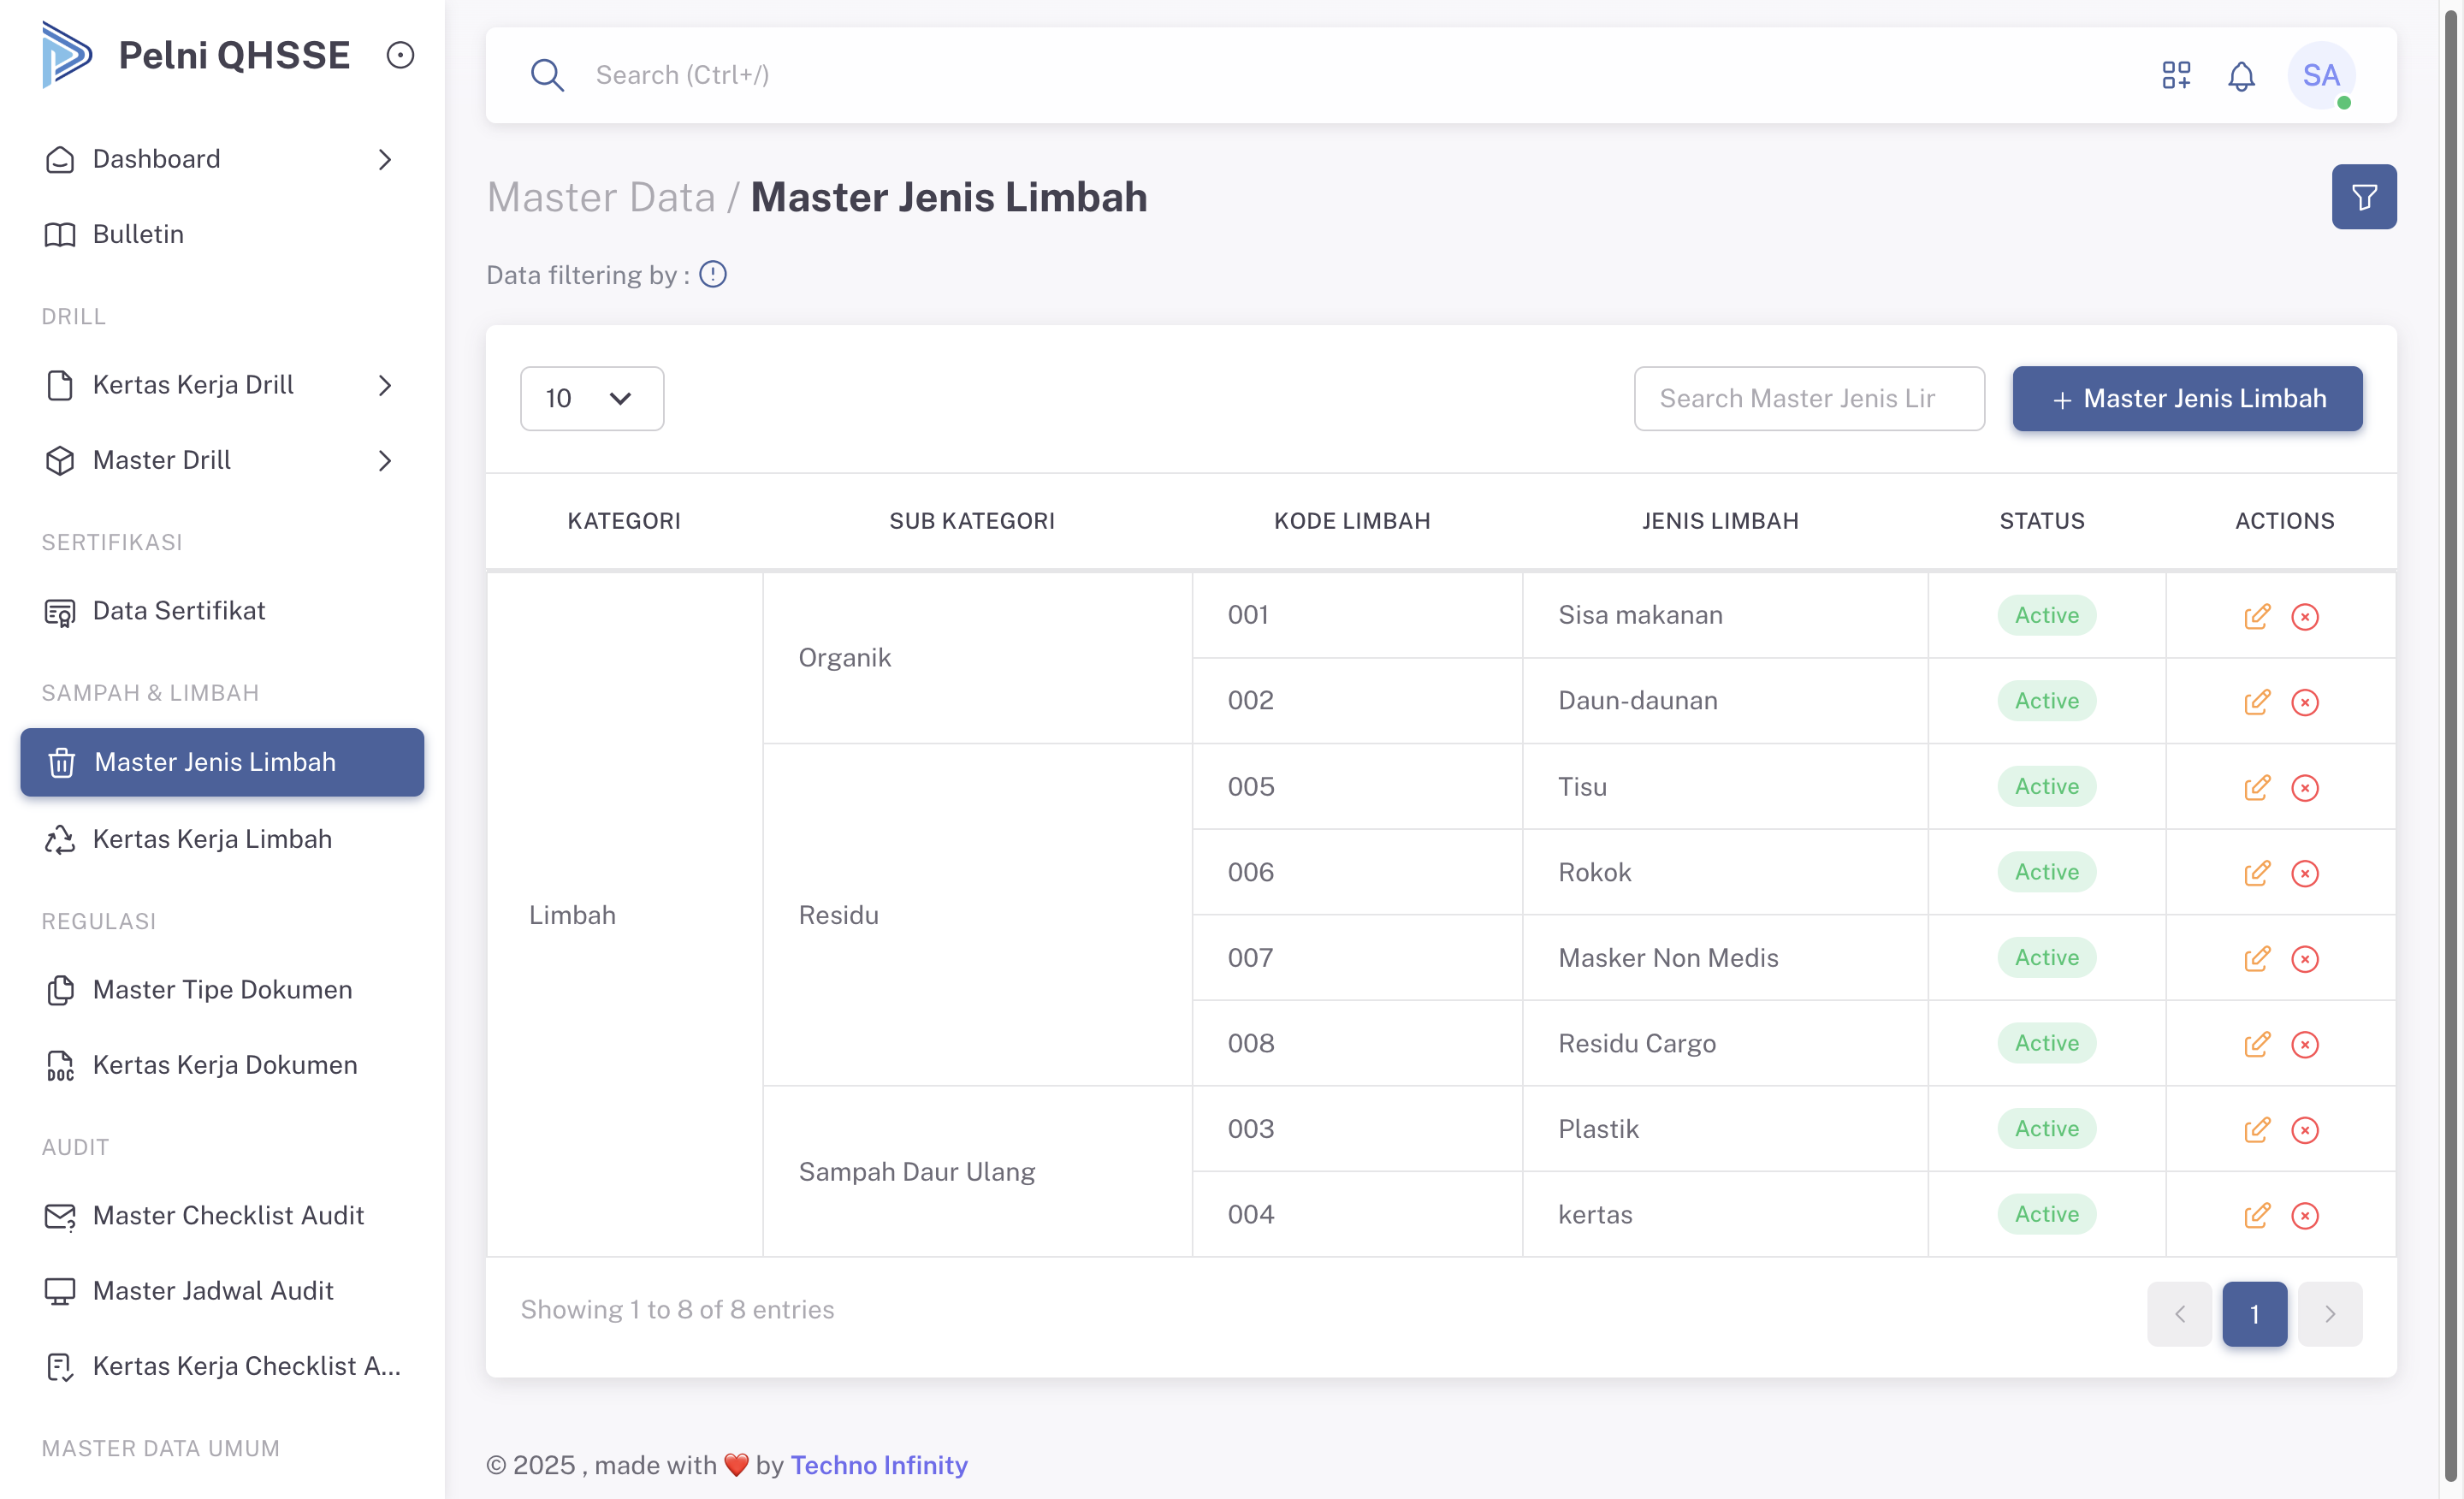 Pelni QHSSE
Dashboard
Bulletin
DRILL
Kertas Kerja Drill
Master Drill
SERTIFIKASI
Data Sertifikat
SAMPAH & LIMBAH
Master Jenis Limbah
Kertas Kerja Limbah
REGULASI
Master Tipe Dokumen
DOC
Kertas Kerja Dokumen
AUDIT
Master Checklist Audit
Master Jadwal Audit
Kertas Kerja Checklist A...
MASTER DATA UMUM
Search (Ctrl+/)
SA
Master Data / Master Jenis Limbah
Data filtering by :
10
Search Master Jenis Lir
+ Master Jenis Limbah
KATEGORI SUB KATEGORI KODE LIMBAH JENIS LIMBAH STATUS ACTIONS
Limbah
Organik
001 Sisa makanan Active
002 Daun-daunan Active
Residu
005 Tisu Active
006 Rokok Active
007 Masker Non Medis Active
008 Residu Cargo Active
Sampah Daur Ulang
003 Plastik Active
004 kertas Active
Showing 1 to 8 of 8 entries
1
© 2025 , made with ❤️ by Techno Infinity